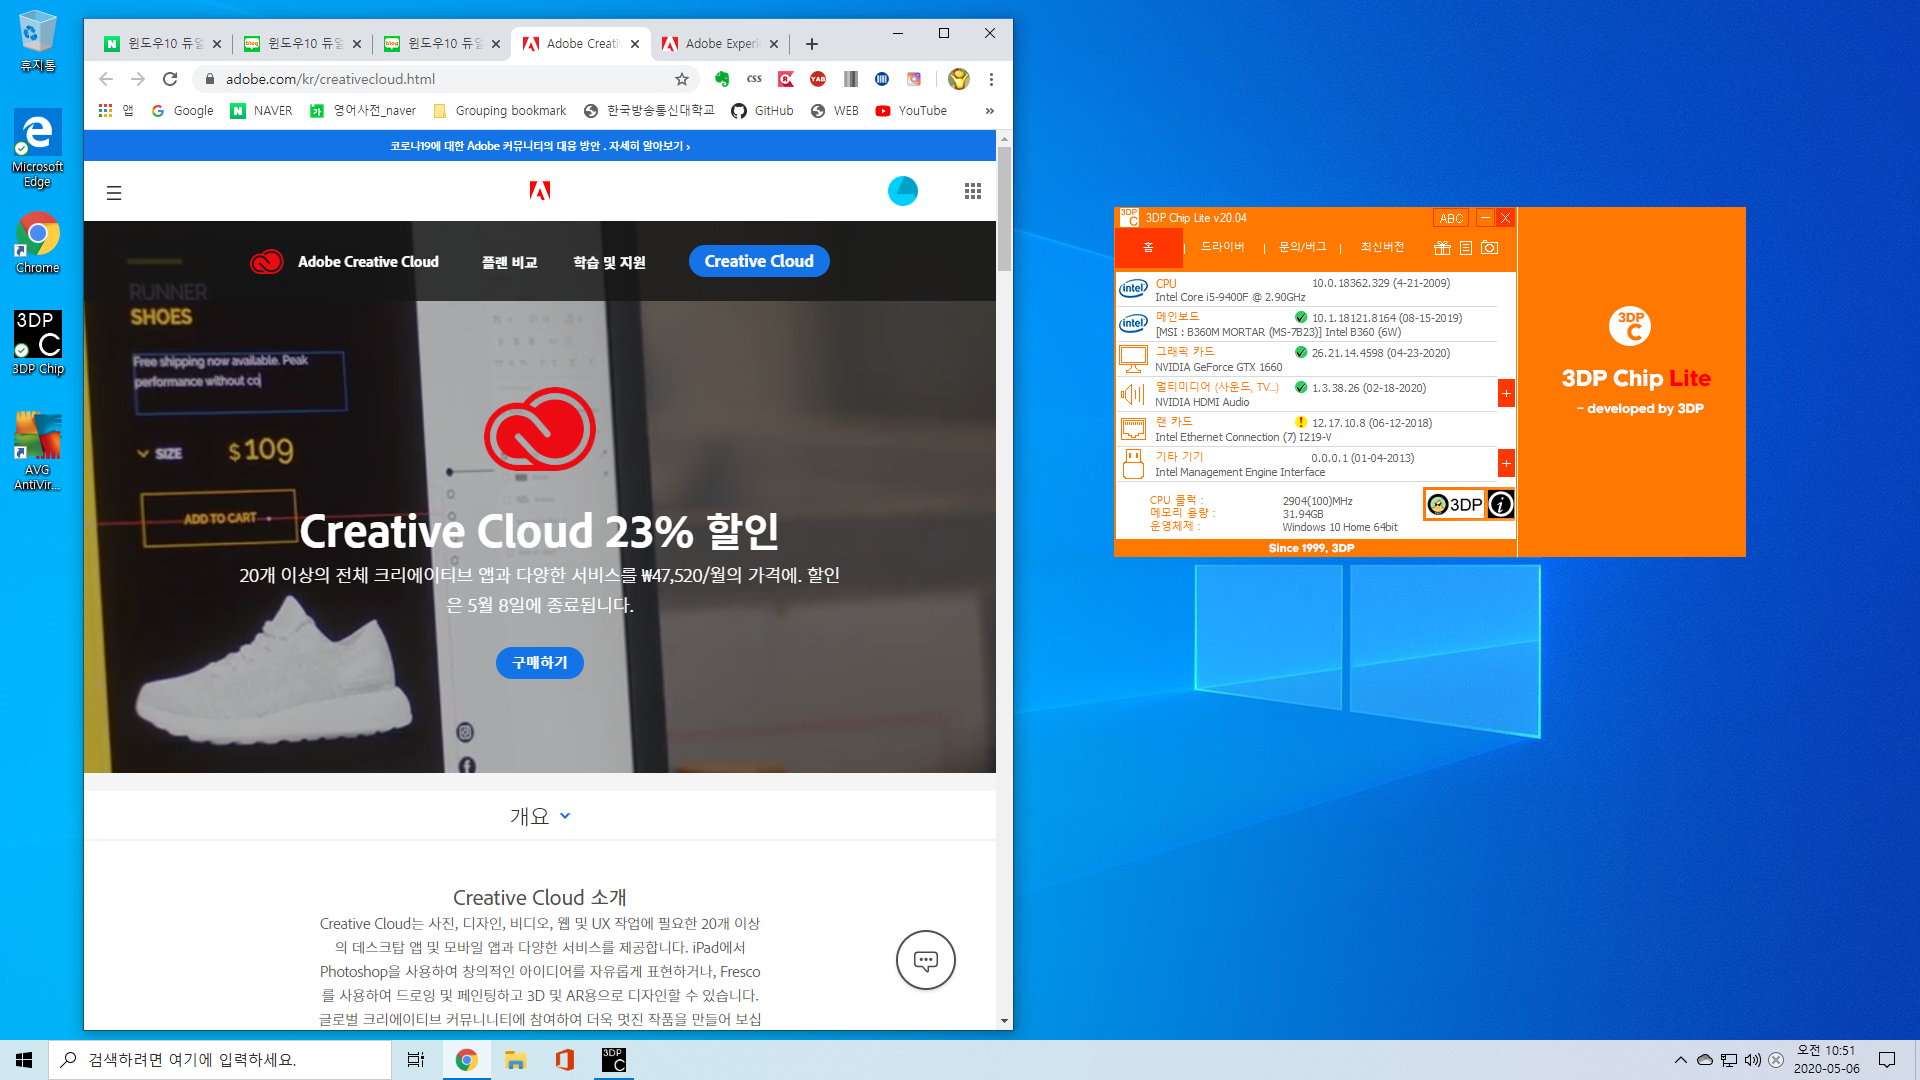 휴지통
Microsoft
Edge
Chrome
3DP Chip
AVG
AntiVir...
윈도우10 듀얼
윈도우10 듀얼
윈도우10 듀얼
Adobe Creati
Adobe Experi
adobe.com/kr/creativecloud.html
앱
Google
NAVER
영어사전_naver
Grouping bookmark
한국방송통신대학교
GitHub
WEB
YouTube
»
코로나19에 대한 Adobe 커뮤니티의 대응 방안 . 자세히 알아보기 ›
Adobe Creative Cloud
플랜 비교
학습 및 지원
Creative Cloud
RUNNER
SHOES
Free shipping now available. Peak
performance without co
SIZE
$109
ADD TO CART
Creative Cloud 23% 할인
20개 이상의 전체 크리에이티브 앱과 다양한 서비스를 ₩47,520/월의 가격에. 할인
은 5월 8일에 종료됩니다.
구매하기
개요
Creative Cloud 소개
Creative Cloud는 사진, 디자인, 비디오, 웹 및 UX 작업에 필요한 20개 이상
의 데스크탑 앱 및 모바일 앱과 다양한 서비스를 제공합니다. iPad에서
Photoshop을 사용하여 창의적인 아이디어를 자유롭게 표현하거나, Fresco
를 사용하여 드로잉 및 페인팅하고 3D 및 AR용으로 디자인할 수 있습니다.
글로벌 크리에이티브 커뮤니니티에 참여하여 더욱 멋진 작품을 만들어 보십
3DP Chip Lite v20.04
ABC
홈
드라이버
문의/버그
최신버전
CPU
10.0.18362.329 (4-21-2009)
Intel Core i5-9400F @ 2.90GHz
메인보드
10.1.18121.8164 (08-15-2019)
[MSI : B360M MORTAR (MS-7B23)] Intel B360 (6W)
그래픽 카드
26.21.14.4598 (04-23-2020)
NVIDIA GeForce GTX 1660
멀티미디어 (사운드, TV...)
1.3.38.26 (02-18-2020)
NVIDIA HDMI Audio
랜 카드
12.17.10.8 (06-12-2018)
Intel Ethernet Connection (7) I219-V
기타 기기
0.0.0.1 (01-04-2013)
Intel Management Engine Interface
CPU 클럭 :
2904(100)MHz
메모리 용량 :
31.94GB
운영체제 :
Windows 10 Home 64bit
3DP
Since 1999, 3DP
3DP
C
3DP Chip Lite
- developed by 3DP
검색하려면 여기에 입력하세요.
오전 10:51
2020-05-06